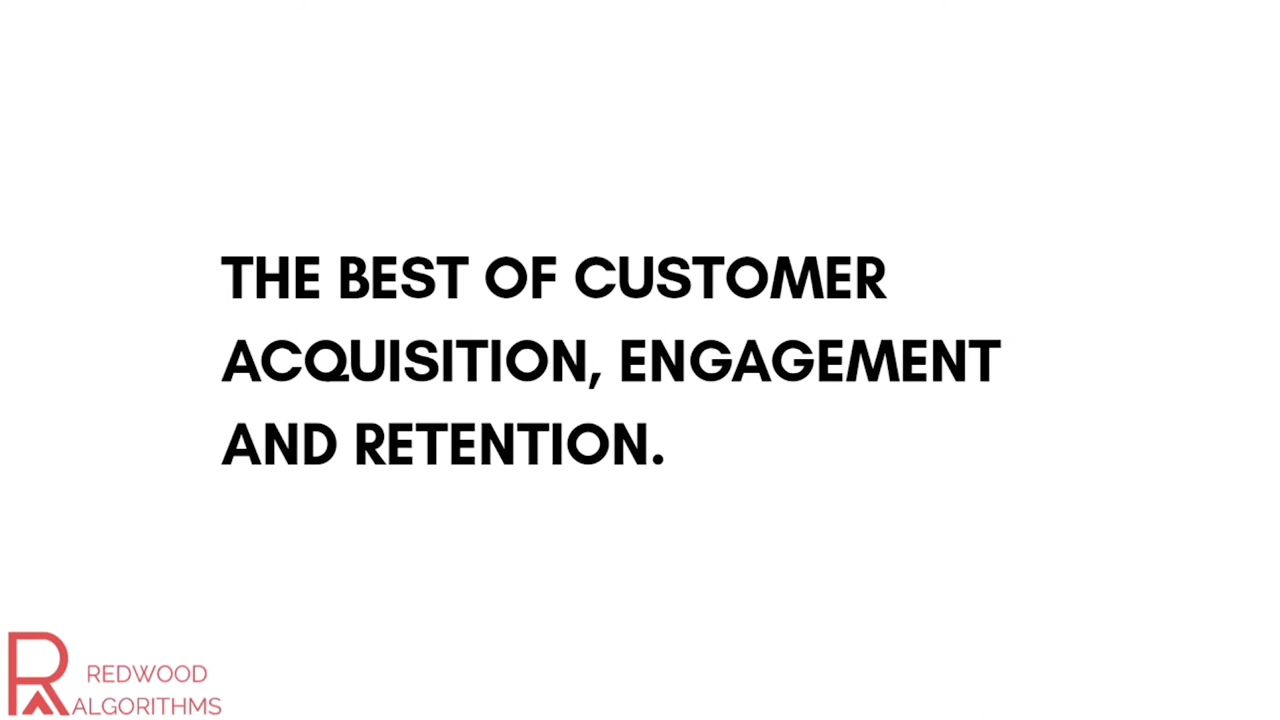 THE BEST OF CUSTOMER
ACQUISITION, ENGAGEMENT
AND RETENTION.
REDWOOD
ALGORITHMS